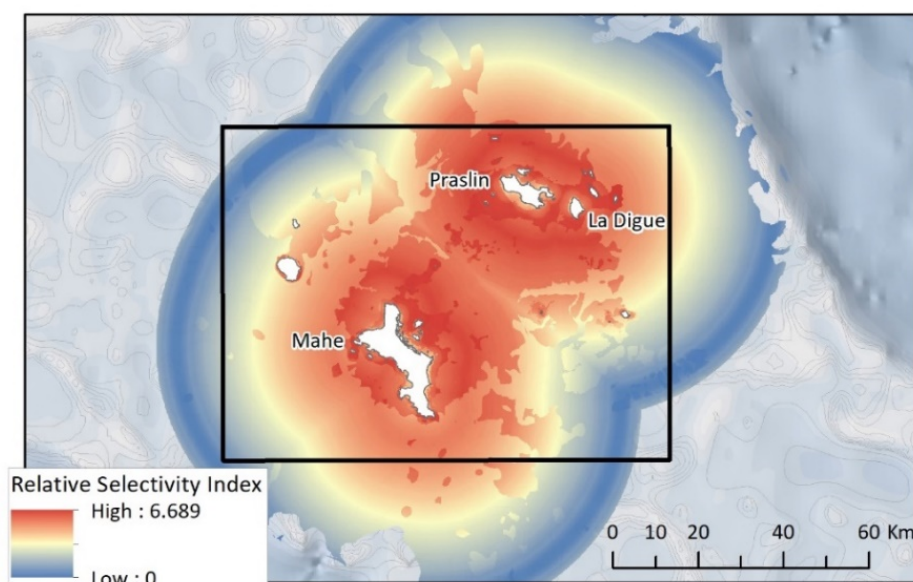 Praslin
La Digue
Mahe
Relative Selectivity Index
High : 6.689
Low : 0
0 10 20 40 60 Km